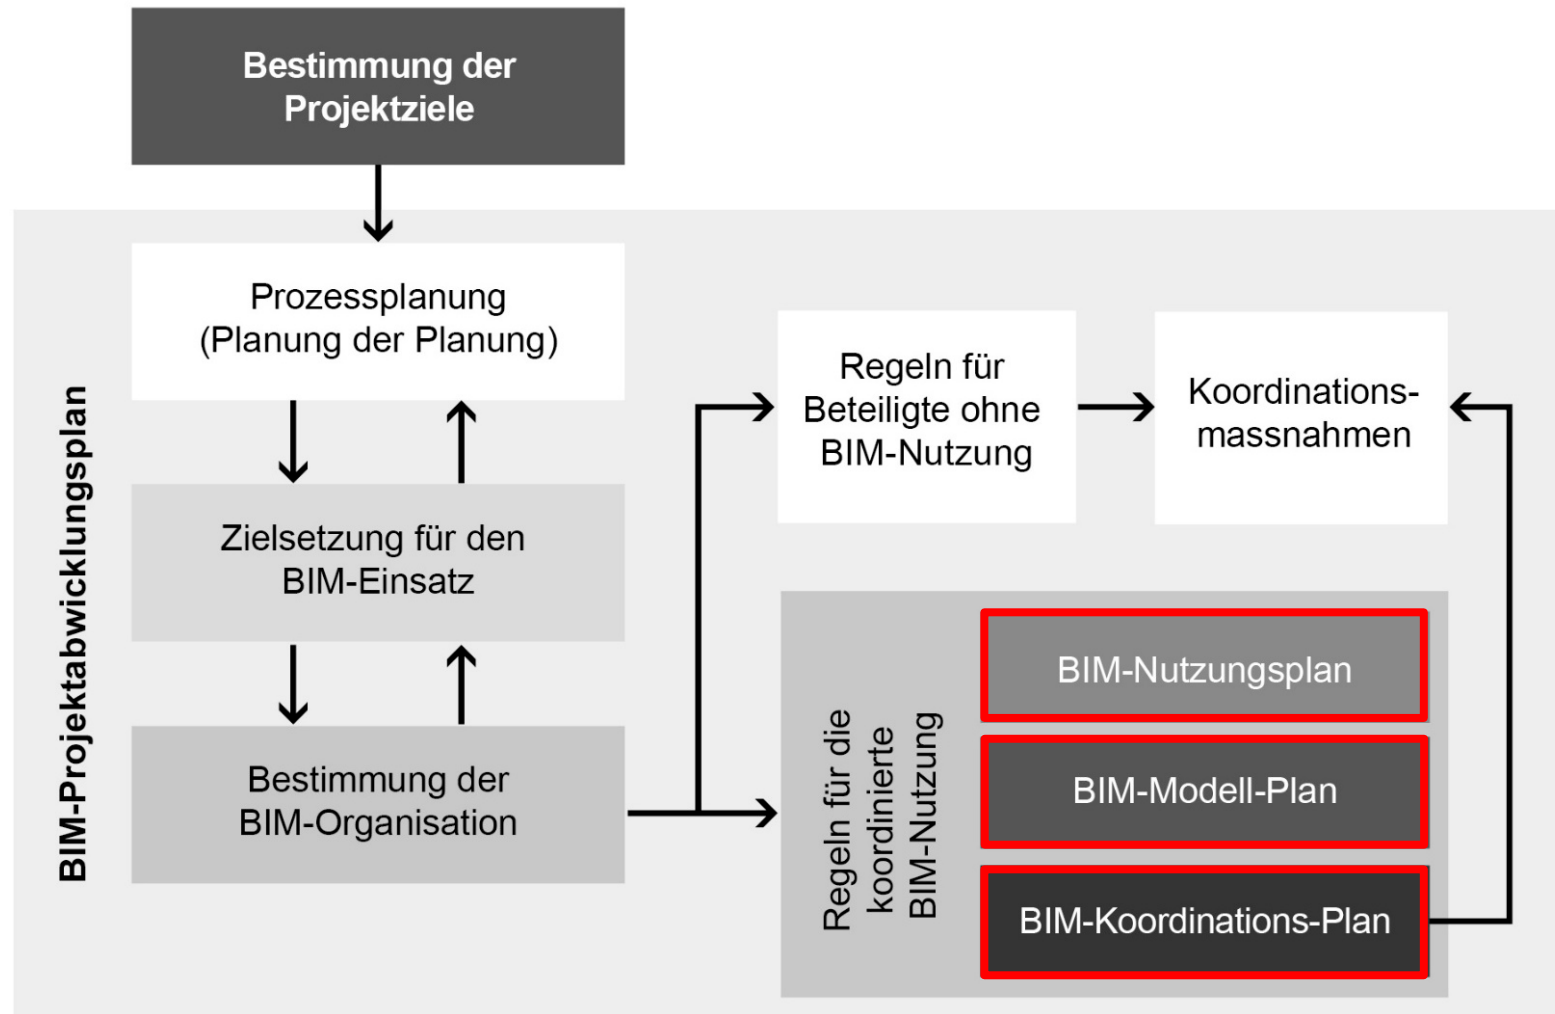 Bestimmung der
Projektziele
BIM-Projektabwicklungsplan
Prozessplanung
(Planung der Planung)
Zielsetzung für den
BIM-Einsatz
Bestimmung der
BIM-Organisation
Regeln für
Beteiligte ohne
BIM-Nutzung
Koordinations-
massnahmen
Regeln für die
koordinierte
BIM-Nutzung
BIM-Nutzungsplan
BIM-Modell-Plan
BIM-Koordinations-Plan